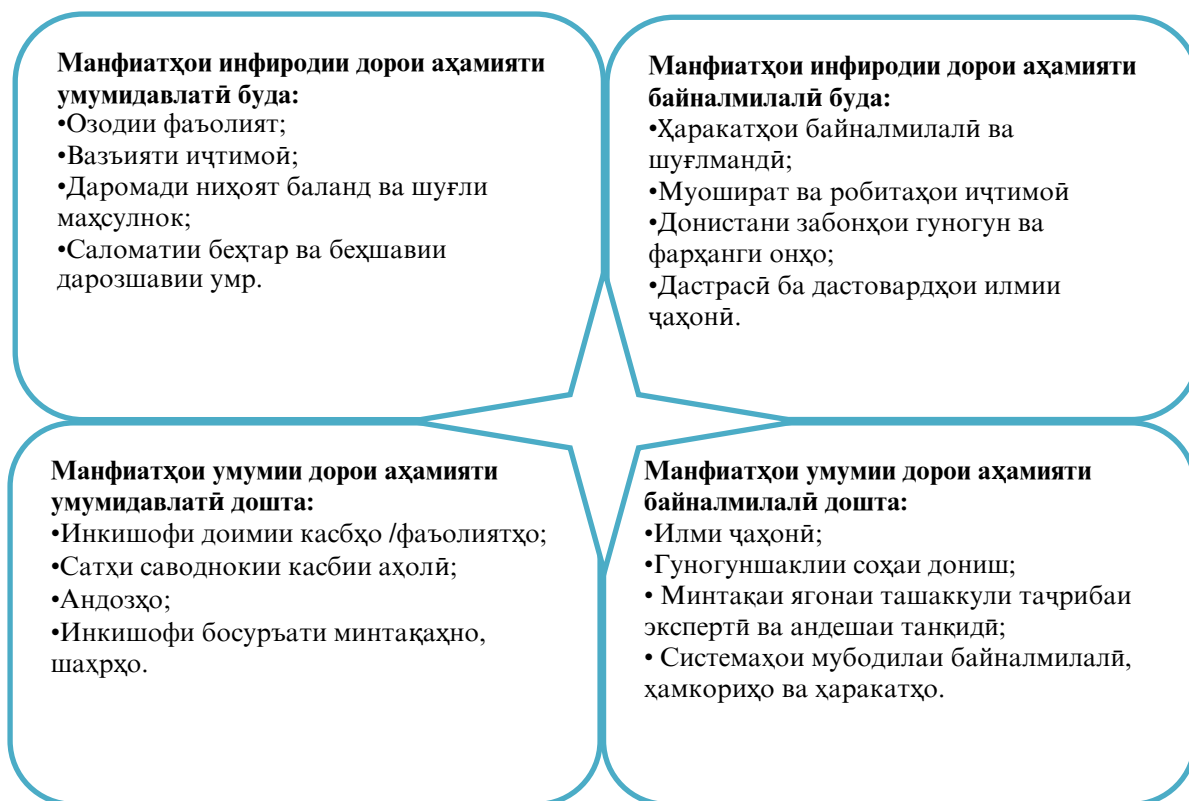 Манфиатҳои инфиродии дорои аҳамияти
умумидавлатӣ буда:
•Озодии фаъолият;
•Вазъияти иҷтимоӣ;
•Даромади ниҳоят баланд ва шуғли
маҳсулнок;
•Саломатии беҳтар ва беҳшавии
дарозшавии умр.
Манфиатҳои инфиродии дорои аҳамияти
байналмилалӣ буда:
•Ҳаракатҳои байналмилалӣ ва
шуғлмандӣ;
•Муошират ва робитаҳои иҷтимоӣ
•Донистани забонҳои гуногун ва
фарҳанги онҳо;
•Дастрасӣ ба дастовардҳои илмии
ҷаҳонӣ.
Манфиатҳои умумии дорои аҳамияти
умумидавлатӣ дошта:
•Инкишофи доимии касбҳо /фаъолиятҳо;
•Сатҳи саводнокии касбии аҳолӣ;
•Андозҳо;
•Инкишофи босуръати минтақаҳно,
шаҳрҳо.
Манфиатҳои умумии дорои аҳамияти
байналмилалӣ дошта:
•Илми ҷаҳонӣ;
•Гуногуншаклии соҳаи дониш;
• Минтақаи ягонаи ташаккули таҷрибаи
экспертӣ ва андешаи танқидӣ;
• Системаҳои мубодилаи байналмилалӣ,
ҳамкориҳо ва ҳаракатҳо.